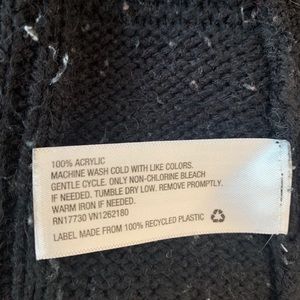 100% ACRYLIC
MACHINE WASH COLD WITH LIKE COLORS.
GENTLE CYCLE. ONLY NON-CHLORINE BLEACH
IF NEEDED. TUMBLE DRY LOW. REMOVE PROMPTLY.
WARM IRON IF NEEDED.
RN17730 VN1262180
LABEL MADE FROM 100% RECYCLED PLASTIC